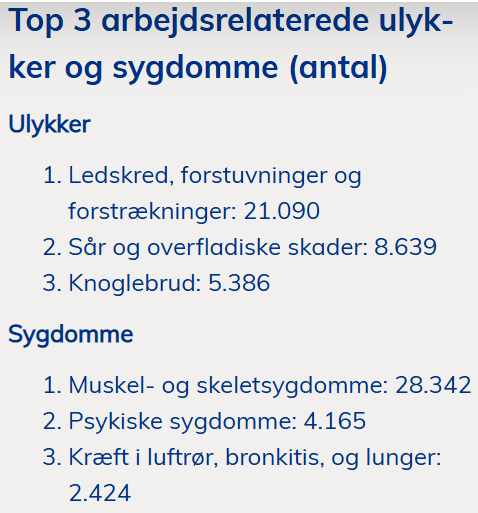 Top 3 arbejdsrelaterede ulyk-
ker og sygdomme (antal)
Ulykker
1. Ledskred, forstuvninger og
forstrækninger: 21.090
2. Sår og overfladiske skader: 8.639
3. Knoglebrud: 5.386
Sygdomme
1. Muskel- og skeletsygdomme: 28.342
2. Psykiske sygdomme: 4.165
3. Kræft i luftrør, bronkitis, og lunger:
2.424